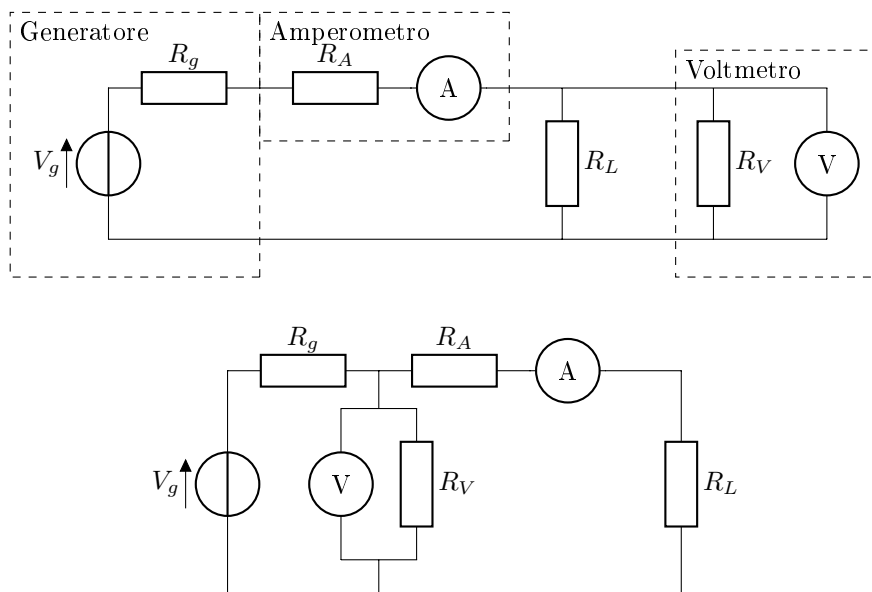 Generatore
Amperometro
R_g
R_A
A
Voltmetro
V_g
R_L
R_V
V
R_g
R_A
A
V_g
V
R_V
R_L